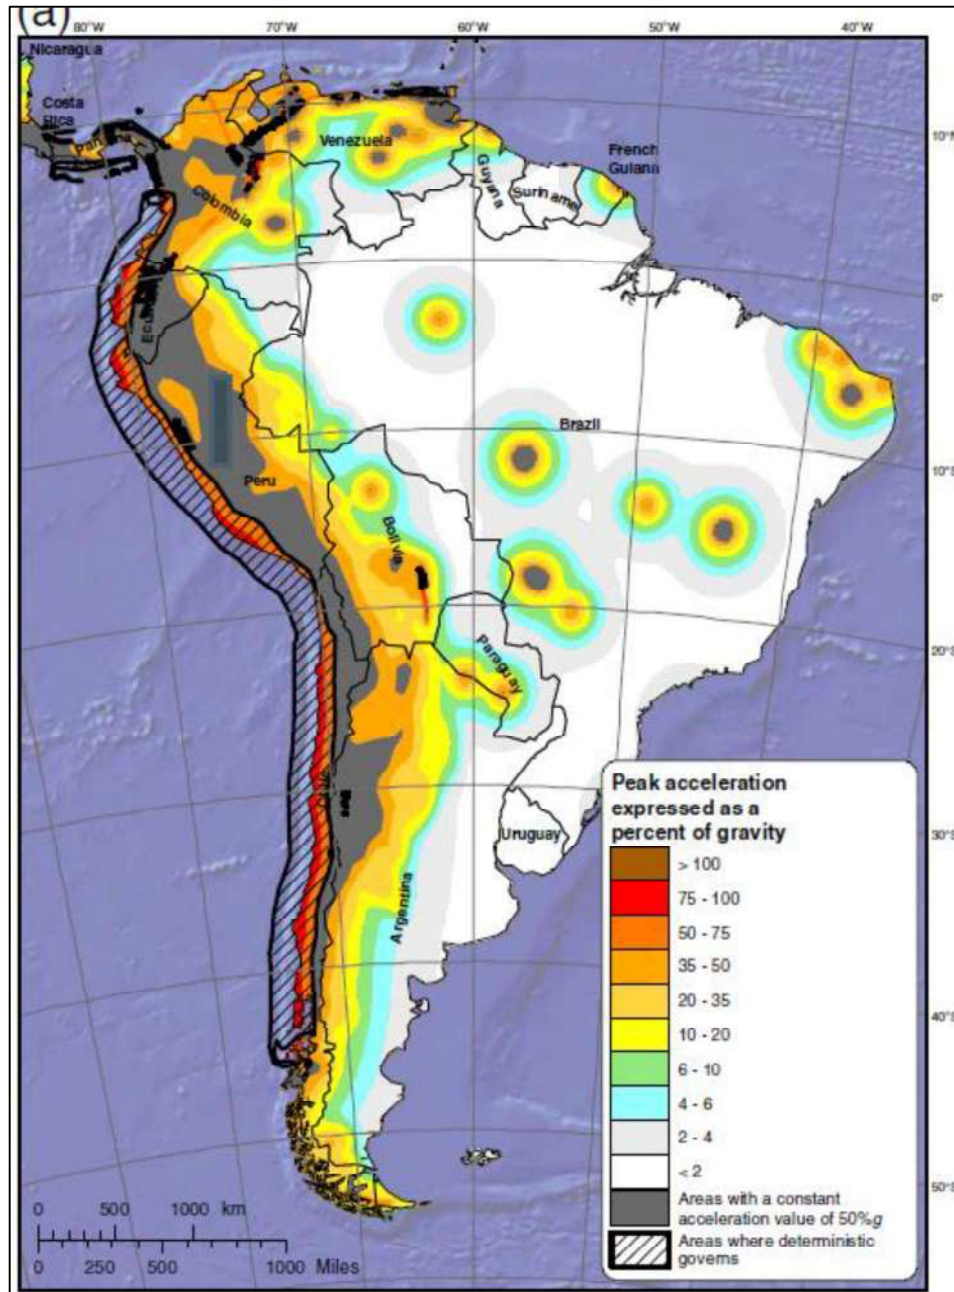 (a)
80°W 70°W 60°W 50°W 40°W
Nicaragua
Costa
Rica
Panama
Venezuela
10°N
Guyana
French
Guiana
Suriname
Colombia
0°
Brazil
10°S
Peru
Bolivia
20°S
Paraguay
Peak acceleration
expressed as a
percent of gravity
Uruguay
30°S
> 100
75 - 100
Argentina
50 - 75
35 - 50
20 - 35
40°S
10 - 20
6 - 10
4 - 6
2 - 4
< 2
50°S
Areas with a constant
acceleration value of 50%g
Areas where deterministic
governs
0 500 1000 km
0 250 500 1000 Miles